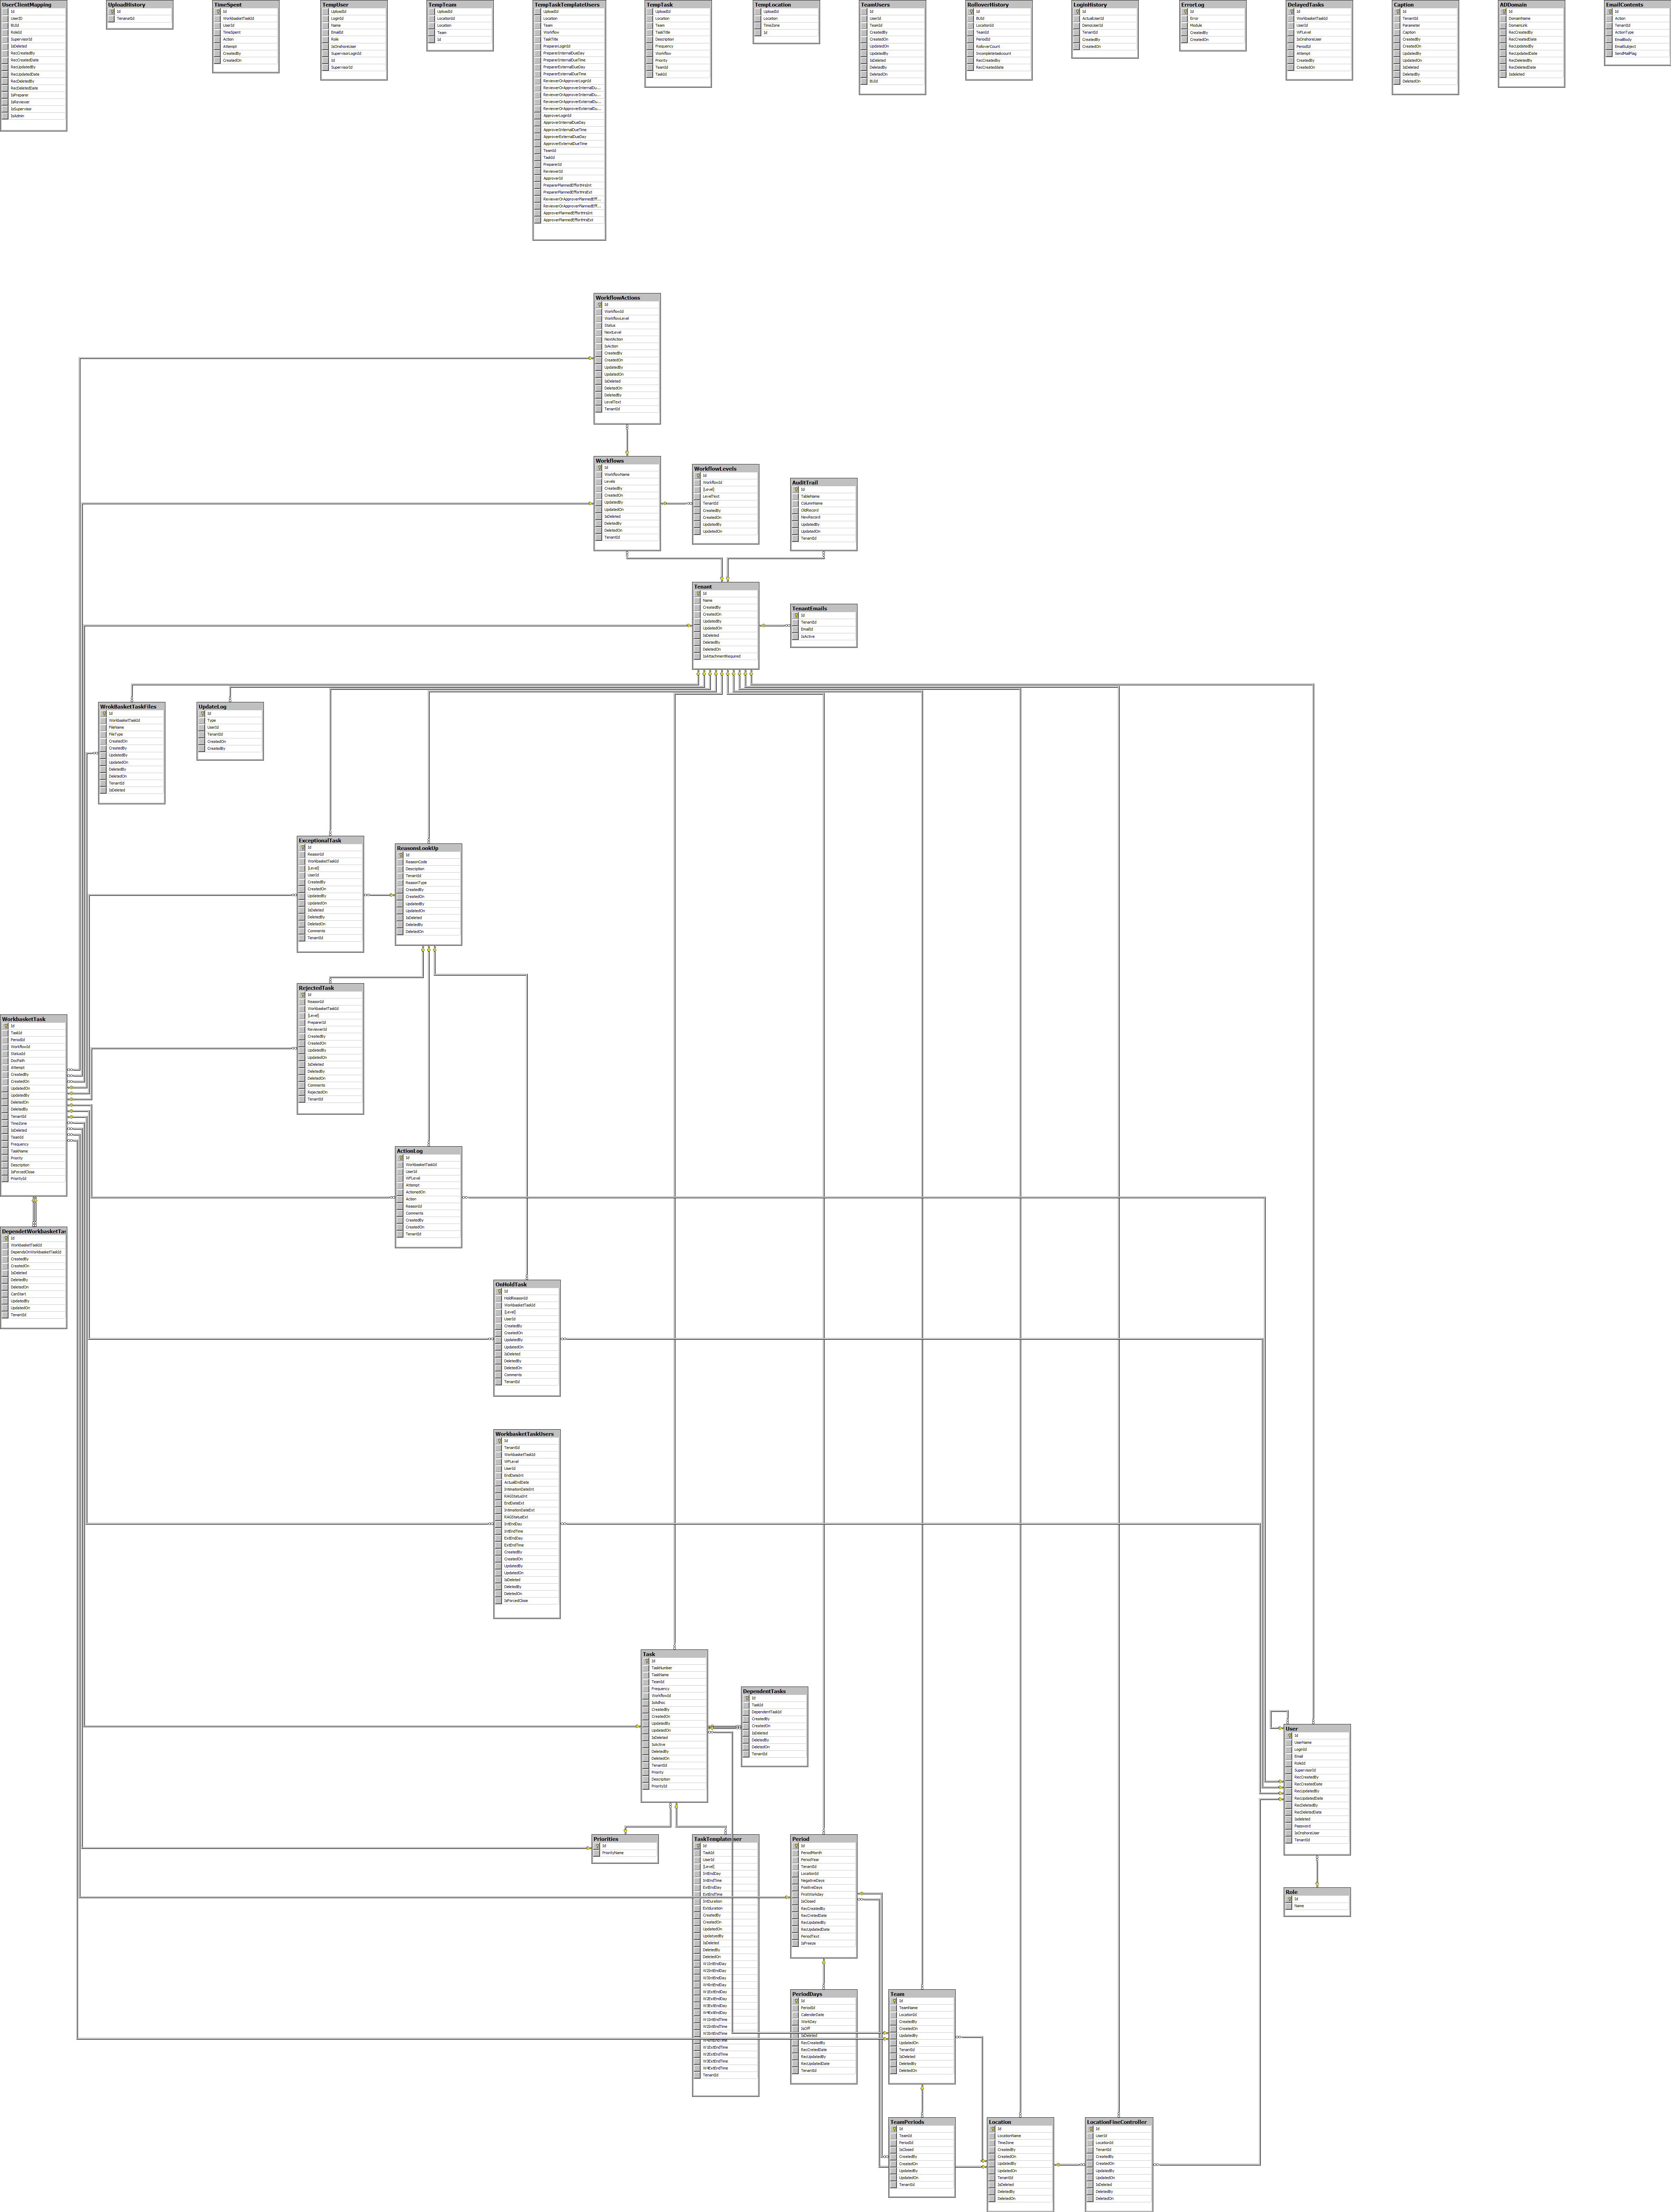 UserClientMapping
Id
UserID
BUId
RoleId
SupervisorId
IsDeleted
RecCreatedBy
RecCreatedDate
RecUpdatedBy
RecUpdatedDate
RecDeletedBy
RecDeletedDate
IsPreparer
IsReviewer
IsSupervisor
IsAdmin
UploadHistory
Id
TenanatId
TimeSpent
Id
WorkbasketTaskId
UserId
TimeSpent
Action
Attempt
CreatedBy
CreatedOn
TempUser
UploadId
LoginId
Name
EmailId
Role
IsOnshoreUser
SupervisorLoginId
Id
SupervisorId
TempTeam
UploadId
LocationId
Location
Team
Id
TempTaskTemplateUsers
UploadId
Location
Team
Workflow
TaskTitle
PreparerLoginId
PreparerInternalDueTime
PreparerInternalDueDay
PreparerExternalDueDay
PreparerExternalDueTime
ReviewerOrApproverLoginId
ReviewerOrApproverInternalDu...
ReviewerOrApproverInternalDu...
ReviewerOrApproverExternalDu...
ReviewerOrApproverExternalDu...
ApproverLoginId
ApproverInternalDueDay
ApproverInternalDueTime
ApproverExternalDueDay
ApproverExternalDueTime
TeamId
TaskId
PreparerId
ReviewerId
ApproverId
PreparerPlannedEffortHrsInt
PreparerPlannedEffortHrsExt
ReviewerOrApproverPlannedEff...
ReviewerOrApproverPlannedEff...
ApproverPlannedEffortHrsInt
ApproverPlannedEffortHrsExt
TempTask
UploadId
Location
Team
TaskTitle
Description
Frequency
Workflow
Priority
TeamId
TaskId
TempLocation
UploadId
Location
TimeZone
Id
TeamUsers
Id
UserId
TeamId
CreatedBy
CreatedOn
UpdatedOn
UpdatedBy
IsDeleted
DeletedBy
DeletedOn
BUId
RolloverHistory
Id
BUId
LocationId
TeamId
PeriodId
RolloverCount
Incompletetaskcount
RecCreatedBy
RecCreatedDate
LoginHistory
Id
ActualUserId
DemoUserId
TenantId
CreatedBy
CreatedOn
ErrorLog
Id
Error
Module
CreatedBy
CreatedOn
DelayedTasks
Id
WorkbasketTaskId
UserId
WFLevel
IsOnshoreUser
PeriodId
Attempt
CreatedBy
CreatedOn
Caption
Id
TenantId
Parameter
Caption
CreatedBy
CreatedOn
UpdatedBy
UpdatedOn
IsDeleted
DeletedBy
DeletedOn
ADDomain
Id
DomainName
DomainLink
RecCreatedDate
RecCreatedBy
RecUpdatedBy
RecUpdatedDate
RecDeletedBy
RecDeletedDate
Isdeleted
EmailContents
Id
Action
TenantId
ActionType
EmailBody
EmailSubject
SendMailFlag
WorkflowActions
Id
WorkflowId
WorkflowLevel
Status
NextLevel
NextAction
IsAction
CreatedBy
CreatedOn
UpdatedBy
UpdatedOn
IsDeleted
DeletedOn
DeletedBy
LevelText
TenantId
Workflows
Id
WorkflowName
Levels
CreatedBy
CreatedOn
UpdatedBy
UpdatedOn
IsDeleted
DeletedBy
DeletedOn
TenantId
WorkflowLevels
Id
WorkflowId
[Level]
LevelText
TenantId
CreatedBy
CreatedOn
UpdatedBy
UpdatedOn
AuditTrail
Id
TableName
ColumnName
OldRecord
NewRecord
UpdatedBy
UpdatedOn
TenantId
Tenant
Id
Name
CreatedBy
CreatedOn
UpdatedBy
UpdatedOn
IsDeleted
DeletedBy
DeletedOn
IsAttachmentRequired
TenantEmails
Id
TenantId
EmailId
IsActive
WrokBasketTaskFiles
Id
WorkbasketTaskId
FileName
FileType
CreatedOn
CreatedBy
UpdatedBy
UpdatedOn
DeletedBy
DeletedOn
TenantId
IsDeleted
UpdateLog
Id
Type
UserId
TenantId
CreatedOn
CreatedBy
ExceptionalTask
Id
ReasonId
WorkbasketTaskId
[Level]
UserId
CreatedBy
CreatedOn
UpdatedBy
UpdatedOn
IsDeleted
DeletedBy
DeletedOn
Comments
TenantId
ReasonsLookUp
Id
ReasonCode
Description
TenantId
ReasonType
CreatedBy
CreatedOn
UpdatedBy
UpdatedOn
IsDeleted
DeletedBy
DeletedOn
RejectedTask
Id
ReasonId
WorkbasketTaskId
[Level]
PreparerId
ReviewerId
CreatedBy
CreatedOn
UpdatedBy
UpdatedOn
IsDeleted
DeletedBy
DeletedOn
Comments
RejectedOn
TenantId
WorkbasketTask
Id
TaskId
PeriodId
WorkflowId
StatusId
DocPath
Attempt
CreatedBy
CreatedOn
UpdatedOn
UpdatedBy
DeletedOn
DeletedBy
TenantId
TimeZone
IsDeleted
TeamId
Frequency
TaskName
Priority
Description
IsForcedClose
PriorityId
DependetWorkbasketTas
Id
WorkbasketTaskId
DependsOnWorkbasketTaskId
CreatedBy
CreatedOn
IsDeleted
DeletedBy
DeletedOn
CanStart
UpdatedBy
UpdatedOn
TenantId
ActionLog
Id
WorkbasketTaskId
UserId
WFLevel
Attempt
ActionedOn
Action
ReasonId
Comments
CreatedBy
CreatedOn
TenantId
OnHoldTask
Id
HoldReasonId
WorkbasketTaskId
[Level]
UserId
CreatedBy
CreatedOn
UpdatedBy
UpdatedOn
IsDeleted
DeletedBy
DeletedOn
Comments
TenantId
WorkbasketTaskUsers
Id
TenantId
WorkbasketTaskId
WFLevel
UserId
EndDateInt
ActualEndDate
IntimationDateInt
RAGStatusInt
EndDateExt
IntimationDateExt
RAGStatusExt
IntEndDay
IntEndTime
ExtEndDay
ExtEndTime
CreatedBy
CreatedOn
UpdatedBy
UpdatedOn
IsDeleted
DeletedBy
DeletedOn
IsForcedClose
Task
Id
TaskNumber
TaskName
TeamId
Frequency
WorkflowId
IsAdhoc
CreatedBy
CreatedOn
UpdatedBy
UpdatedOn
IsDeleted
IsActive
DeletedBy
DeletedOn
TenantId
Priority
Description
PriorityId
DependentTasks
Id
TaskId
DependentTaskId
CreatedBy
CreatedOn
IsDeleted
DeletedBy
DeletedOn
TenantId
User
Id
UserName
LoginId
Email
RoleId
SupervisorId
RecCreatedBy
RecCreatedDate
RecUpdatedBy
RecUpdatedDate
RecDeletedBy
RecDeletedDate
Isdeleted
Password
IsOnshoreUser
TenantId
Priorities
Id
PriorityName
TaskTemplateUser
Id
TaskId
UserId
[Level]
IntEndDay
IntEndTime
ExtEndDay
ExtEndTime
IntDuration
Extduration
CreatedBy
CreatedOn
UpdatedOn
UpdatedBy
IsDeleted
DeletedBy
DeletedOn
W1IntEndDay
W2IntEndDay
W3IntEndDay
W4IntEndDay
W1ExtEndDay
W2ExtEndDay
W3ExtEndDay
W4ExtEndDay
W1IntEndTime
W2IntEndTime
W3IntEndTime
W4IntEndTime
W1ExtEndTime
W2ExtEndTime
W3ExtEndTime
W4ExtEndTime
TenantId
Period
Id
PeriodMonth
PeriodYear
TenantId
LocationId
NegativeDays
PositiveDays
FirstWorkday
IsClosed
RecCreatedBy
RecCretedDate
RecUpdatedBy
RecUpdatedDate
PeriodText
IsFreeze
Role
Id
Name
PeriodDays
Id
PeriodId
CalenderDate
WorkDay
IsOff
IsDeleted
RecCreatedBy
RecCretedDate
RecUpdatedBy
RecUpdatedDate
TenantId
Team
Id
TeamName
LocationId
CreatedBy
CreatedOn
UpdatedBy
UpdatedOn
TenantId
IsDeleted
DeletedBy
DeletedOn
TeamPeriods
Id
TeamId
PeriodId
IsClosed
CreatedBy
CreatedOn
UpdatedBy
UpdatedOn
TenantId
Location
Id
LocationName
TimeZone
CreatedBy
CreatedOn
UpdatedBy
UpdatedOn
TenantId
IsDeleted
DeletedBy
DeletedOn
LocationFineController
Id
UserId
LocationId
TenantId
CreatedBy
CreatedOn
UpdatedBy
UpdatedOn
IsDeleted
DeletedBy
DeletedOn